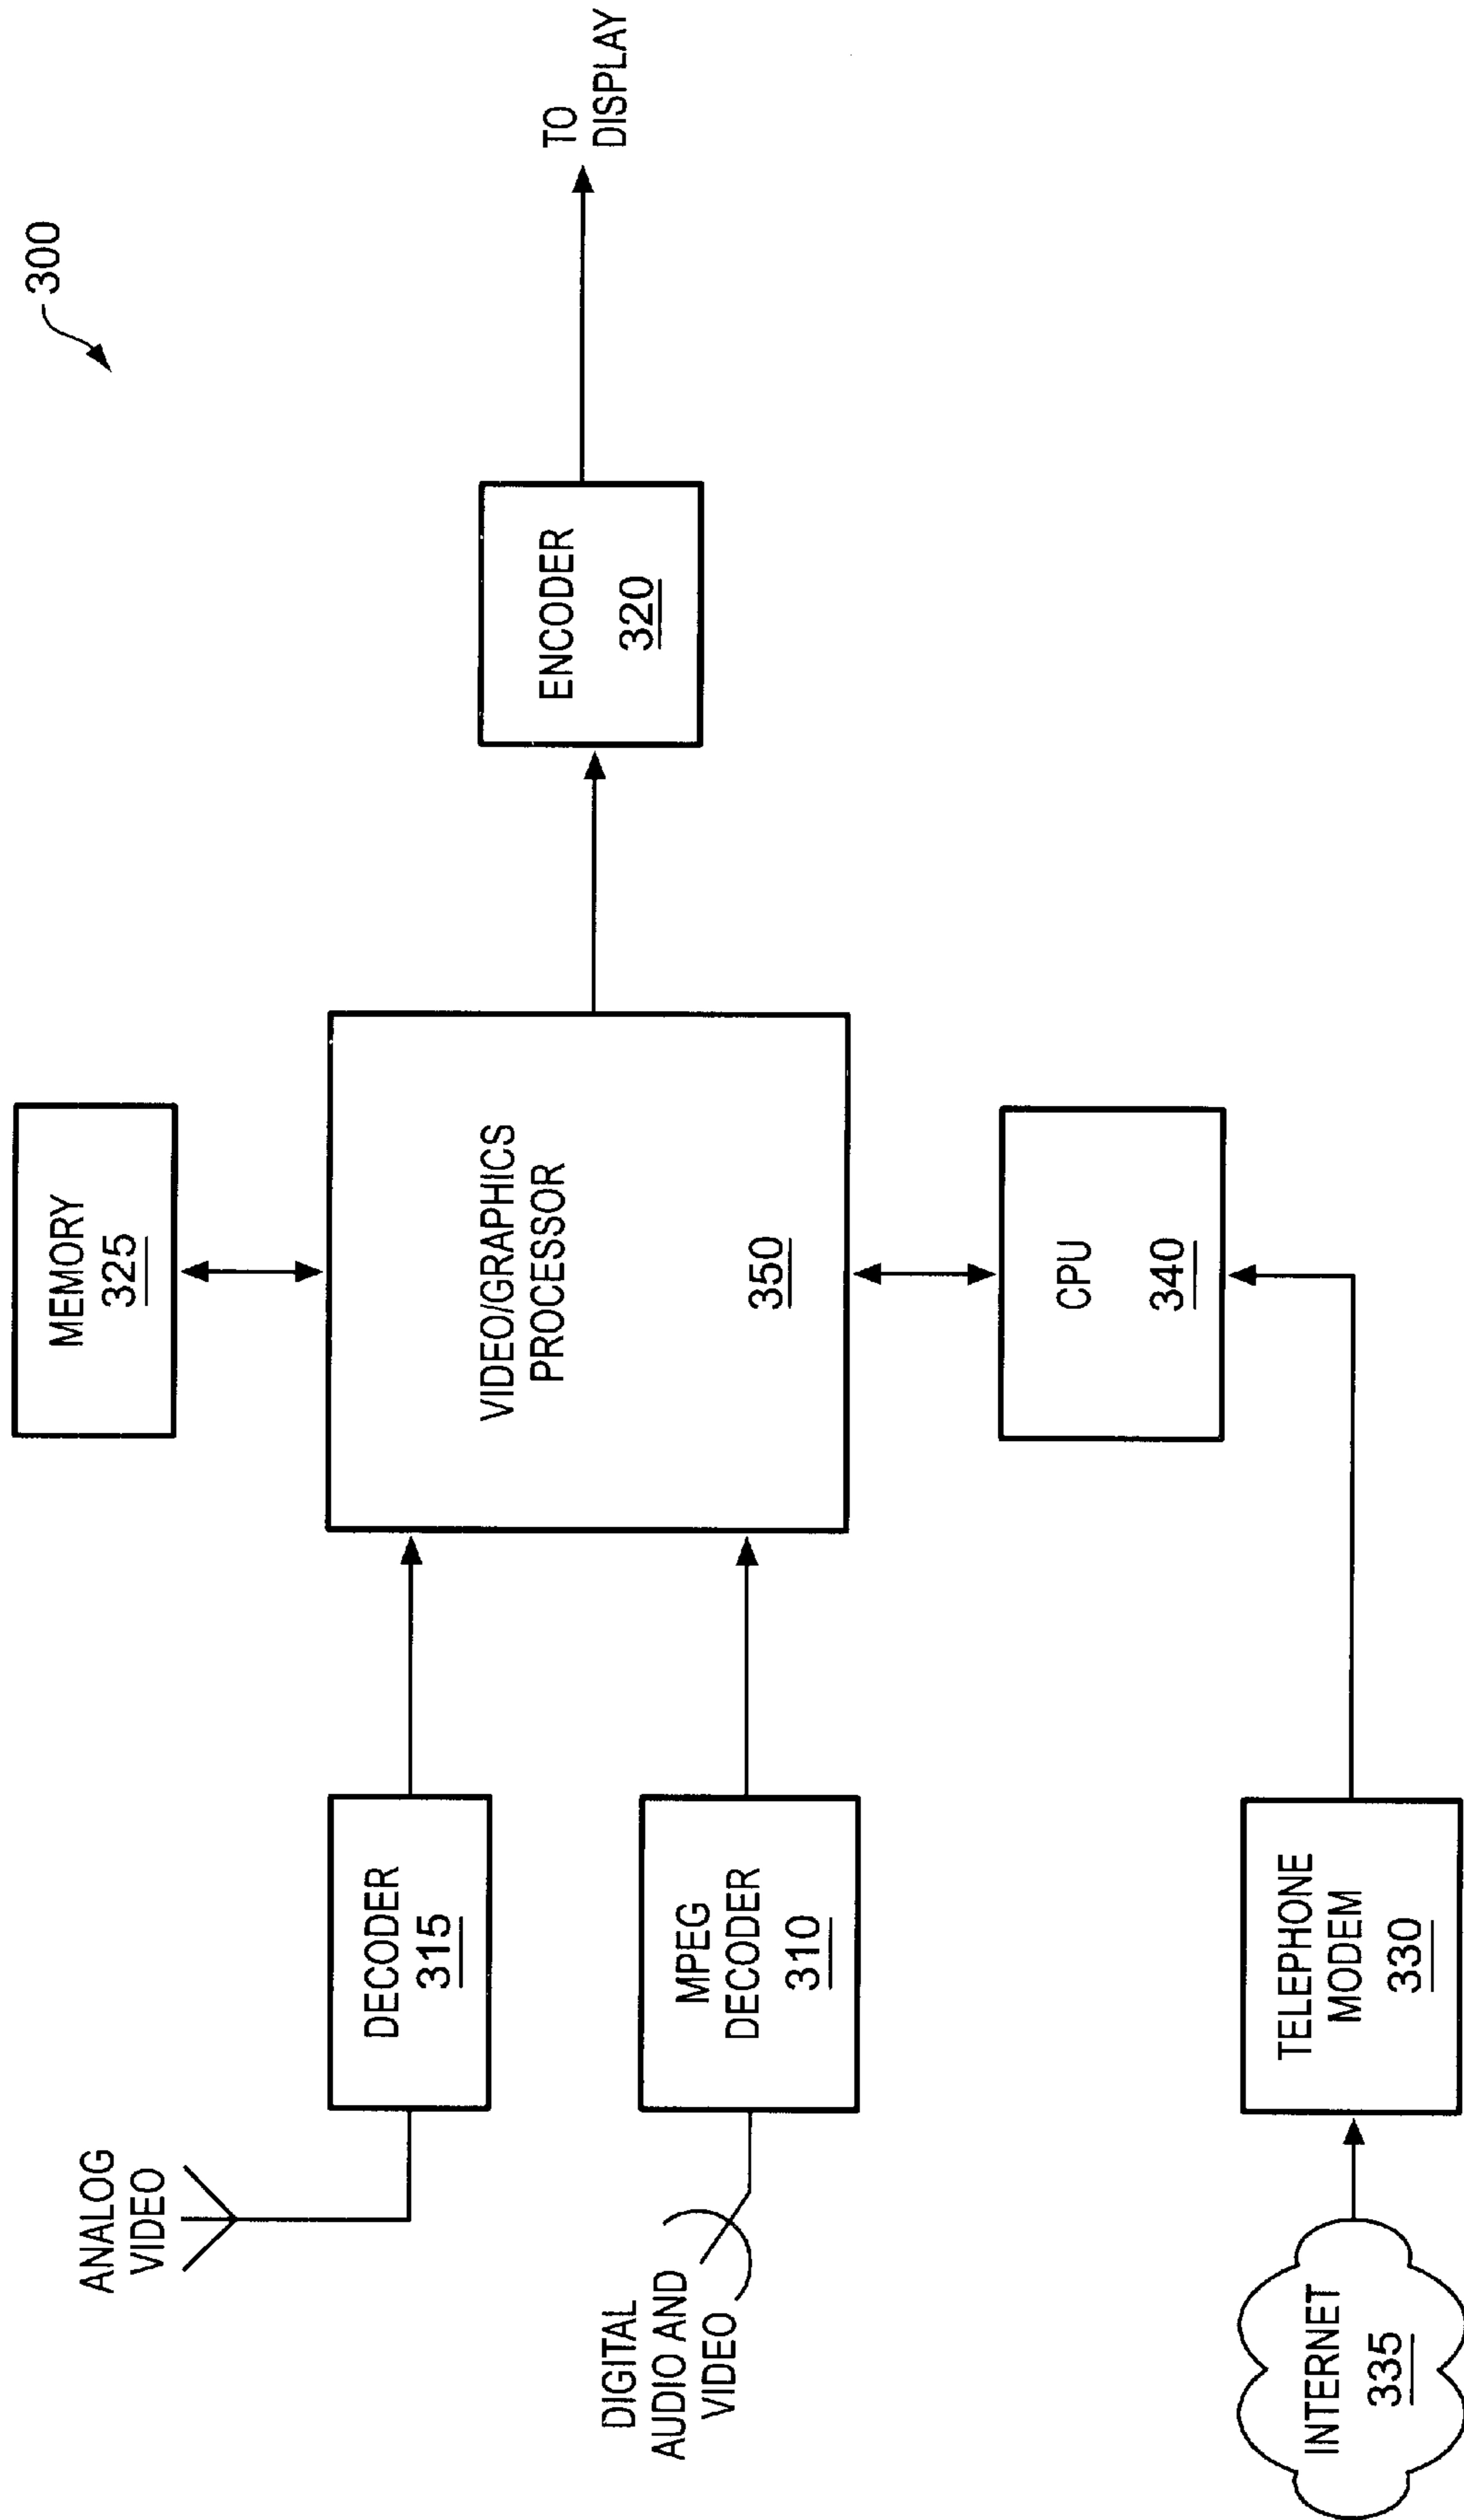 300
MEMORY
325
ANALOG
VIDEO
DECODER
315
VIDEO/GRAPHICS
PROCESSOR
350
ENCODER
320
TO
DISPLAY
DIGITAL
AUDIO AND
VIDEO
MPEG
DECODER
310
CPU
340
INTERNET
335
TELEPHONE
MODEM
330